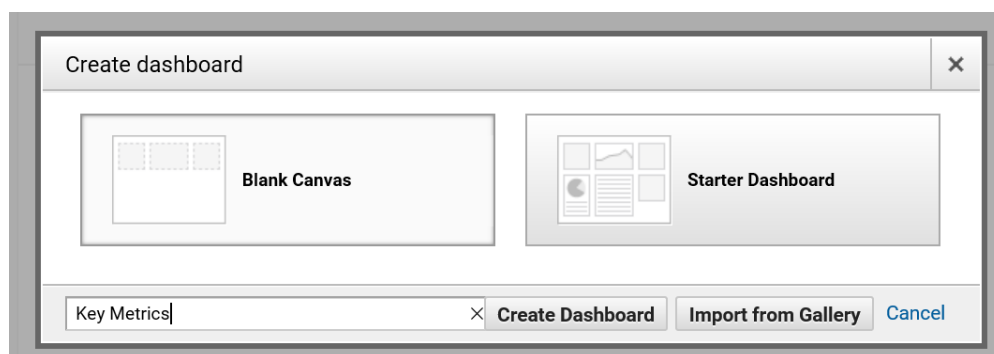 Create dashboard
Blank Canvas
Starter Dashboard
Key Metrics
Create Dashboard
Import from Gallery
Cancel